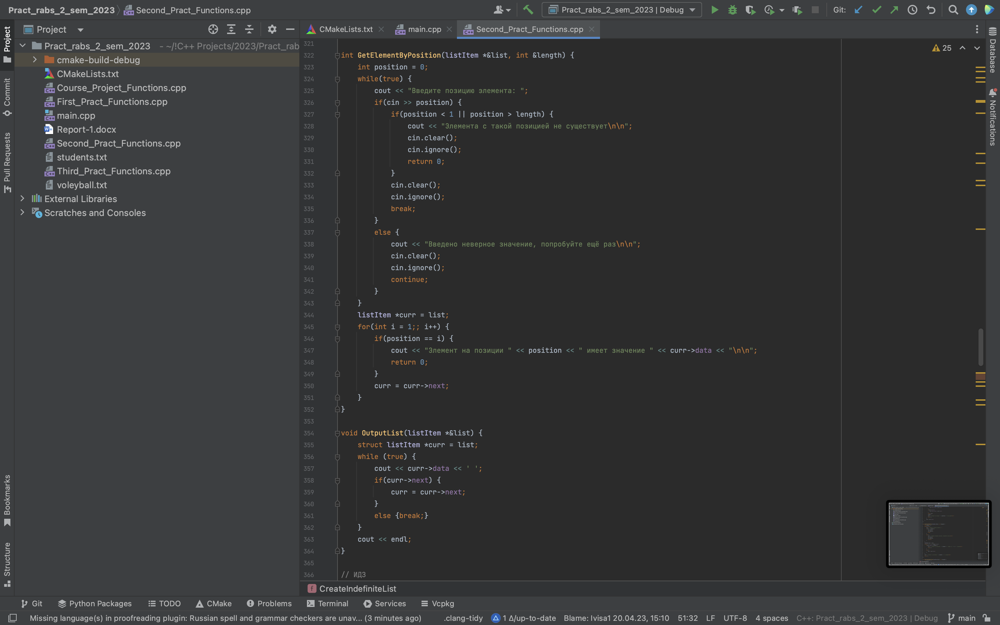 Pract_rabs_2_sem_2023 Second_Pract_Functions.cpp
Pract_rabs_2_sem_2023 | Debug
Git:
Project
CMakeLists.txt
main.cpp
Second_Pract_Functions.cpp
Project
Commit
Pull Requests
Bookmarks
Structure
Pract_rabs_2_sem_2023 - ~/!C++ Projects/2023/Pract_rab
cmake-build-debug
CMakeLists.txt
Course_Project_Functions.cpp
First_Pract_Functions.cpp
main.cpp
Report-1.docx
Second_Pract_Functions.cpp
students.txt
Third_Pract_Functions.cpp
voleyball.txt
External Libraries
Scratches and Consoles
25
Database
Notifications
321
322 int GetElementByPosition(listItem *&list, int &length) {
323 int position = 0;
324 while(true) {
325 cout << "Введите позицию элемента: ";
326 if(cin >> position) {
327 if(position < 1 || position > length) {
328 cout << "Элемента с такой позицией не существует\n\n";
329 cin.clear();
330 cin.ignore();
331 return 0;
332 }
333 cin.clear();
334 cin.ignore();
335 break;
336 }
337 else {
338 cout << "Введено неверное значение, попробуйте ещё раз\n\n";
339 cin.clear();
340 cin.ignore();
341 continue;
342 }
343 }
344 listItem *curr = list;
345 for(int i = 1;; i++) {
346 if(position == i) {
347 cout << "Элемент на позиции " << position << " имеет значение " << curr->data << "\n\n";
348 return 0;
349 }
350 curr = curr->next;
351 }
352 }
353
354 void OutputList(listItem *&list) {
355 struct listItem *curr = list;
356 while (true) {
357 cout << curr->data << ' ';
358 if(curr->next) {
359 curr = curr->next;
360 }
361 else {break;}
362 }
363 cout << endl;
364 }
365
366 // ИДЗ
f CreateIndefiniteList
Git Python Packages TODO CMake Problems Terminal Services Vcpkg
Missing language(s) in proofreading plugin: Russian spell and grammar checkers are unav... (3 minutes ago) .clang-tidy 1 Δ/up-to-date Blame: Ivisa1 20.04.23, 15:10 51:32 LF UTF-8 4 spaces C++: Pract_rabs_2_sem_2023 | Debug main